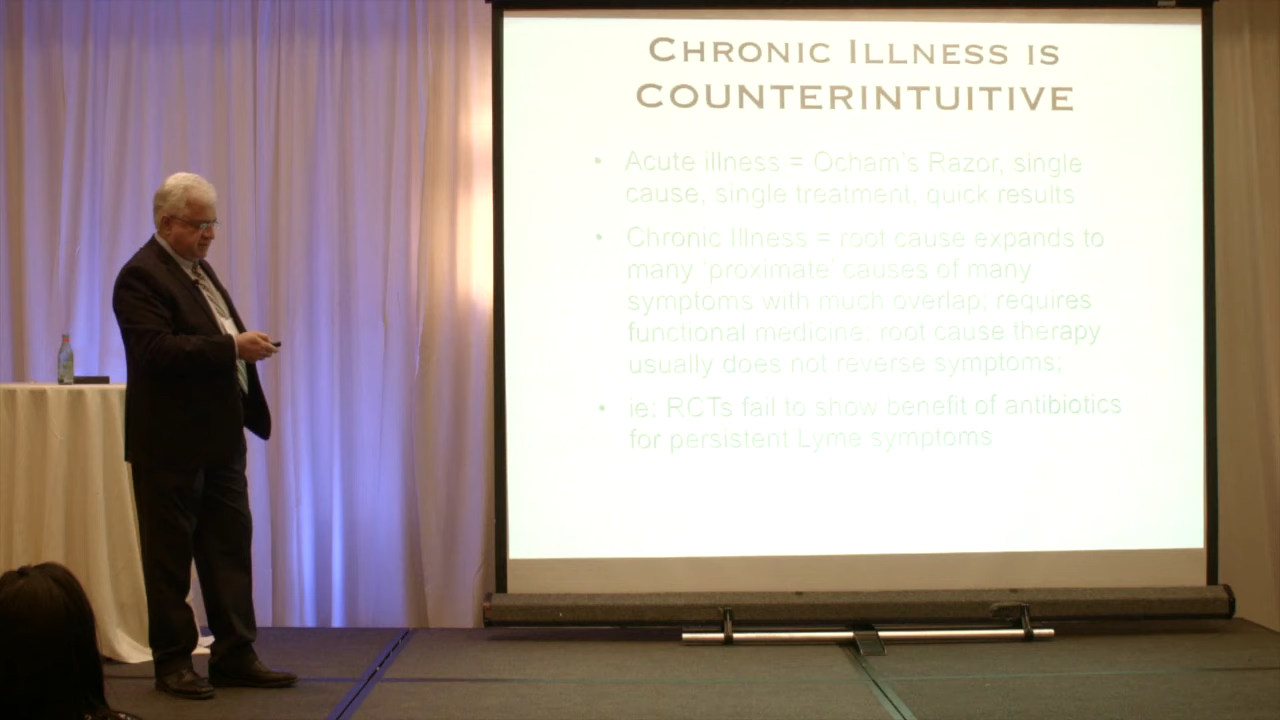 CHRONIC ILLNESS IS
COUNTERINTUITIVE
• Acute illness = Ocham's Razor, single
cause, single treatment, quick results
• Chronic Illness = root cause expands to
many 'proximate' causes of many
symptoms with much overlap; requires
functional medicine, root cause therapy
usually does not reverse symptoms;
• ie: RCTs fail to show benefit of antibiotics
for persistent Lyme symptoms